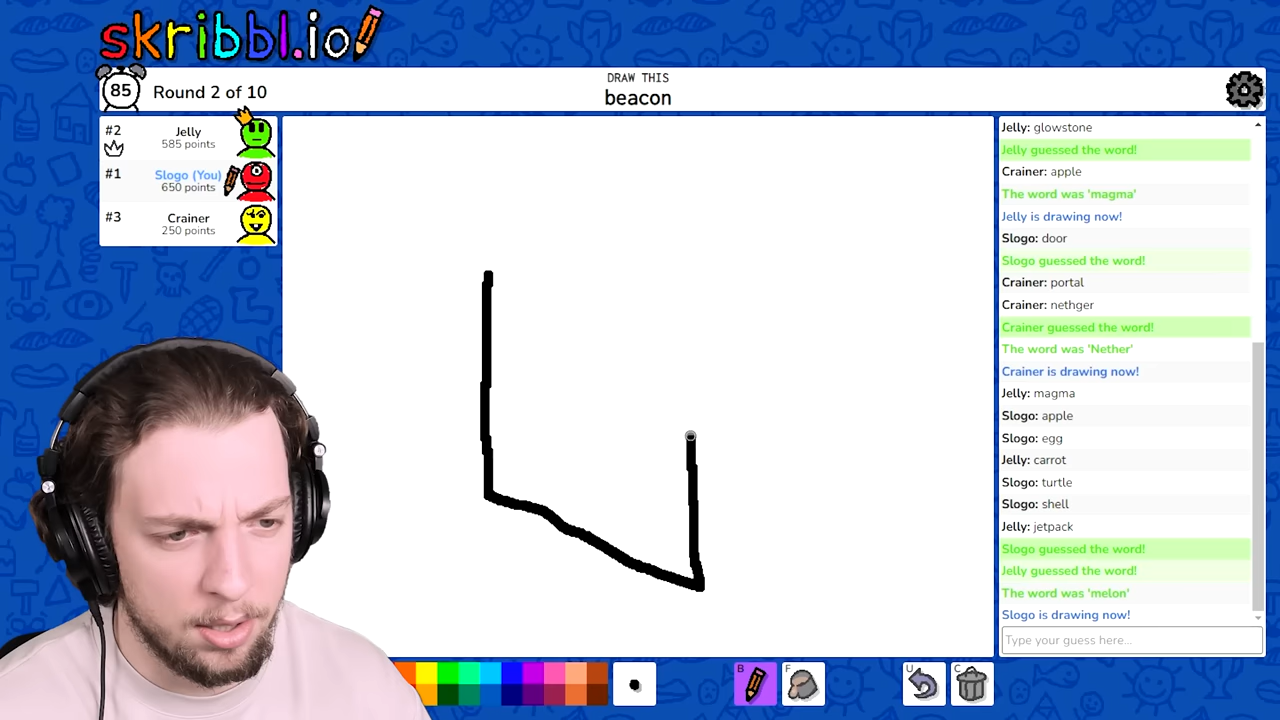 skribbl.io
85
Round 2 of 10
DRAW THIS
beacon
#2
Jelly
585 points
#1
Slogo (You)
650 points
#3
Crainer
250 points
Jelly: glowstone
Jelly guessed the word!
Crainer: apple
The word was 'magma'
Jelly is drawing now!
Slogo: door
Slogo guessed the word!
Crainer: portal
Crainer: nethger
Crainer guessed the word!
The word was 'Nether'
Crainer is drawing now!
Jelly: magma
Slogo: apple
Slogo: egg
Jelly: carrot
Slogo: turtle
Slogo: shell
Jelly: jetpack
Slogo guessed the word!
Jelly guessed the word!
The word was 'melon'
Slogo is drawing now!
Type your guess here...
B
F
U
C